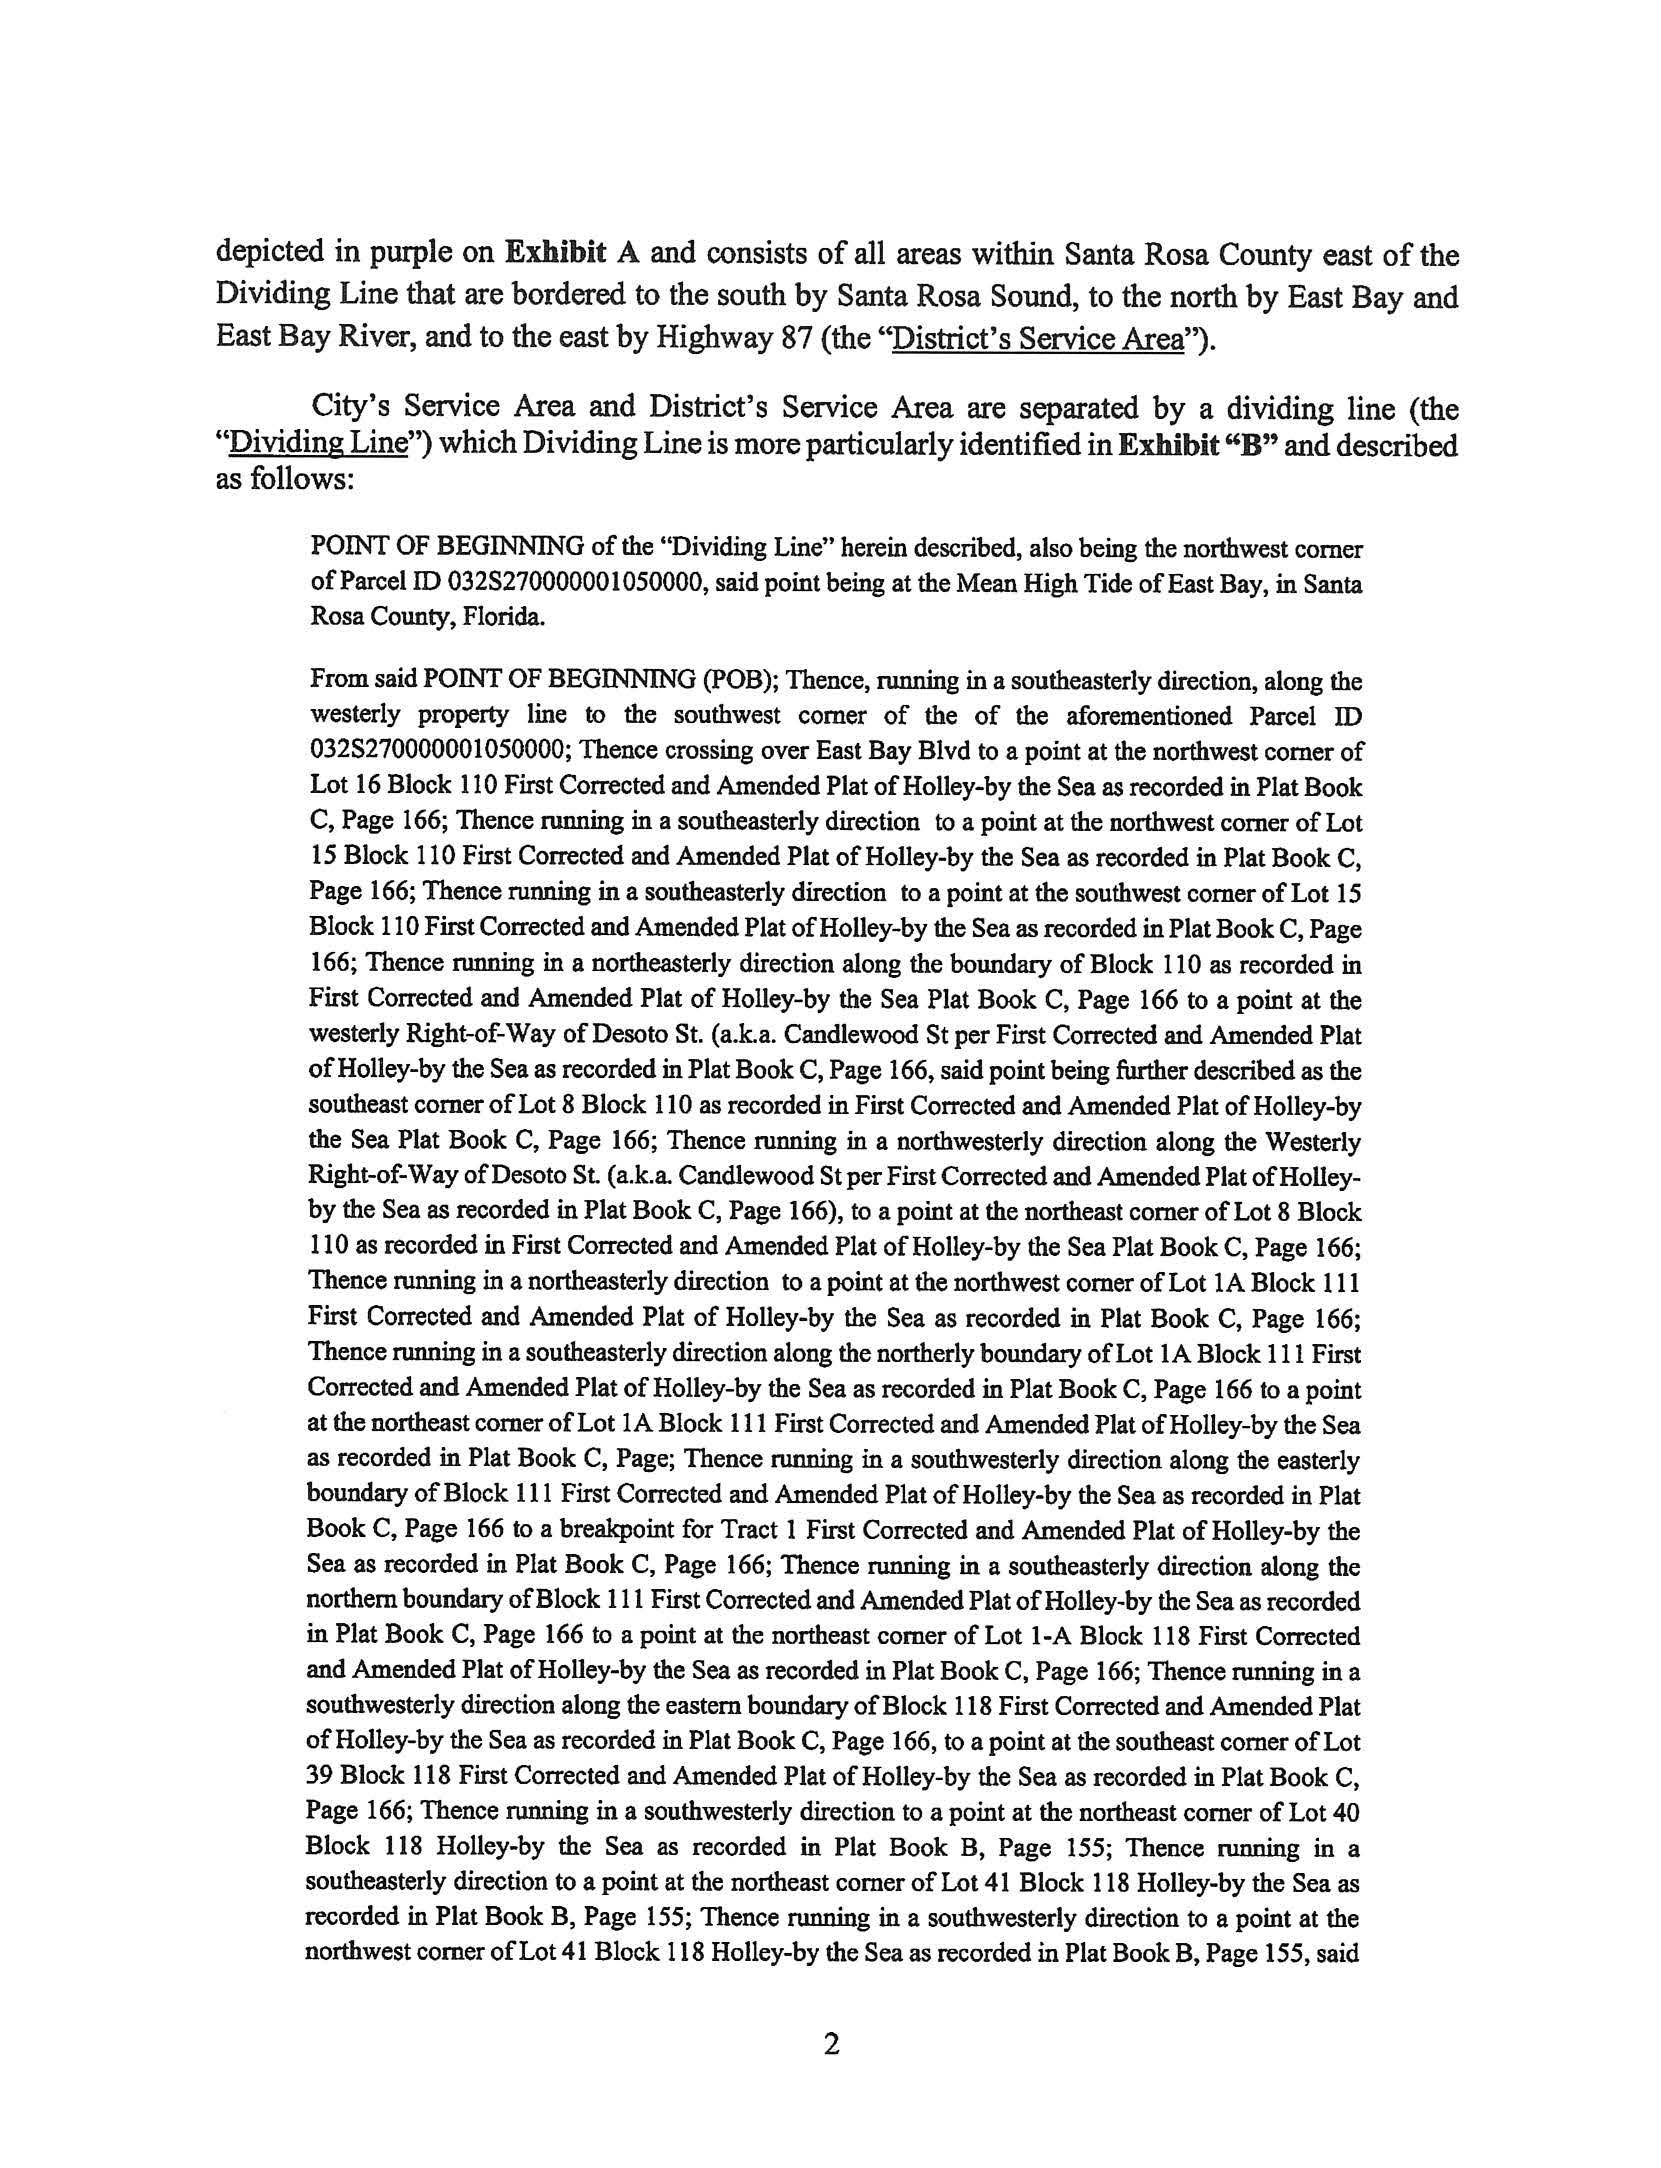 depicted in purple on Exhibit A and consists of all areas within Santa Rosa County east of the
Dividing Line that are bordered to the south by Santa Rosa Sound, to the north by East Bay and
East Bay River, and to the east by Highway 87 (the “District’s Service Area”).
City’s Service Area and District’s Service Area are separated by a dividing line (the
“Dividing Line”) which Dividing Line is more particularly identified in Exhibit “B” and described
as follows:
POINT OF BEGINNING of the “Dividing Line” herein described, also being the northwest corner
of Parcel ID 032S270000001050000, said point being at the Mean High Tide of East Bay, in Santa
Rosa County, Florida.
From said POINT OF BEGINNING (POB); Thence, running in a southeasterly direction, along the
westerly property line to the southwest corner of the of the aforementioned Parcel ID
032S270000001050000; Thence crossing over East Bay Blvd to a point at the northwest corner of
Lot 16 Block 110 First Corrected and Amended Plat of Holley-by the Sea as recorded in Plat Book
C, Page 166; Thence running in a southeasterly direction to a point at the northwest corner of Lot
15 Block 110 First Corrected and Amended Plat of Holley-by the Sea as recorded in Plat Book C,
Page 166; Thence running in a southeasterly direction to a point at the southwest corner of Lot 15
Block 110 First Corrected and Amended Plat of Holley-by the Sea as recorded in Plat Book C, Page
166; Thence running in a northeasterly direction along the boundary of Block 110 as recorded in
First Corrected and Amended Plat of Holley-by the Sea Plat Book C, Page 166 to a point at the
westerly Right-of-Way of Desoto St. (a.k.a. Candlewood St per First Corrected and Amended Plat
of Holley-by the Sea as recorded in Plat Book C, Page 166, said point being further described as the
southeast corner of Lot 8 Block 110 as recorded in First Corrected and Amended Plat of Holley-by
the Sea Plat Book C, Page 166; Thence running in a northwesterly direction along the Westerly
Right-of-Way of Desoto St. (a.k.a. Candlewood St per First Corrected and Amended Plat of Holley-
by the Sea as recorded in Plat Book C, Page 166), to a point at the northeast corner of Lot 8 Block
110 as recorded in First Corrected and Amended Plat of Holley-by the Sea Plat Book C, Page 166;
Thence running in a northeasterly direction to a point at the northwest corner of Lot 1A Block 111
First Corrected and Amended Plat of Holley-by the Sea as recorded in Plat Book C, Page 166;
Thence running in a southeasterly direction along the northerly boundary of Lot 1A Block 111 First
Corrected and Amended Plat of Holley-by the Sea as recorded in Plat Book C, Page 166 to a point
at the northeast corner of Lot 1A Block 111 First Corrected and Amended Plat of Holley-by the Sea
as recorded in Plat Book C, Page; Thence running in a southwesterly direction along the easterly
boundary of Block 111 First Corrected and Amended Plat of Holley-by the Sea as recorded in Plat
Book C, Page 166 to a breakpoint for Tract 1 First Corrected and Amended Plat of Holley-by the
Sea as recorded in Plat Book C, Page 166; Thence running in a southeasterly direction along the
northern boundary of Block 111 First Corrected and Amended Plat of Holley-by the Sea as recorded
in Plat Book C, Page 166 to a point at the northeast corner of Lot 1-A Block 118 First Corrected
and Amended Plat of Holley-by the Sea as recorded in Plat Book C, Page 166; Thence running in a
southwesterly direction along the eastern boundary of Block 118 First Corrected and Amended Plat
of Holley-by the Sea as recorded in Plat Book C, Page 166, to a point at the southeast corner of Lot
39 Block 118 First Corrected and Amended Plat of Holley-by the Sea as recorded in Plat Book C,
Page 166; Thence running in a southwesterly direction to a point at the northeast corner of Lot 40
Block 118 Holley-by the Sea as recorded in Plat Book B, Page 155; Thence running in a
southeasterly direction to a point at the northeast corner of Lot 41 Block 118 Holley-by the Sea as
recorded in Plat Book B, Page 155; Thence running in a southwesterly direction to a point at the
northwest corner of Lot 41 Block 118 Holley-by the Sea as recorded in Plat Book B, Page 155, said
2